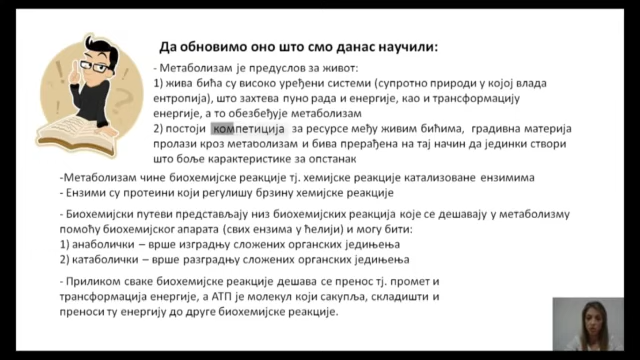 Да обновимо оно што смо данас научили:
- Метаболизам је предуслов за живот:
1) жива бића су високо уређени системи (супротно природи у којој влада
ентропија), што захтева пуно рада и енергије, као и трансформацију
енергије, а то обезбеђује метаболизам
2) постоји компетиција за ресурсе међу живим бићима, градивна материја
пролази кроз метаболизам и бива прерађена на тај начин да јединки створи
што боље карактеристике за опстанак
-Метаболизам чине биохемијске реакције тј. хемијске реакције катализоване ензимима
- Ензими су протеини који регулишу брзину хемијске реакције
- Биохемијски путеви представљају низ биохемијских реакција које се дешавају у метаболизму
помоћу биохемијског апарата (свих ензима у ћелији) и могу бити:
1) анаболички – врше изградњу сложених органских једињења
2) катаболички – врше разградњу сложених органских једињења
- Приликом сваке биохемијске реакције дешава се пренос тј. промет и
трансформација енергије, а АТП је молекул који сакупља, складишти и
преноси ту енергију до друге биохемијске реакције.